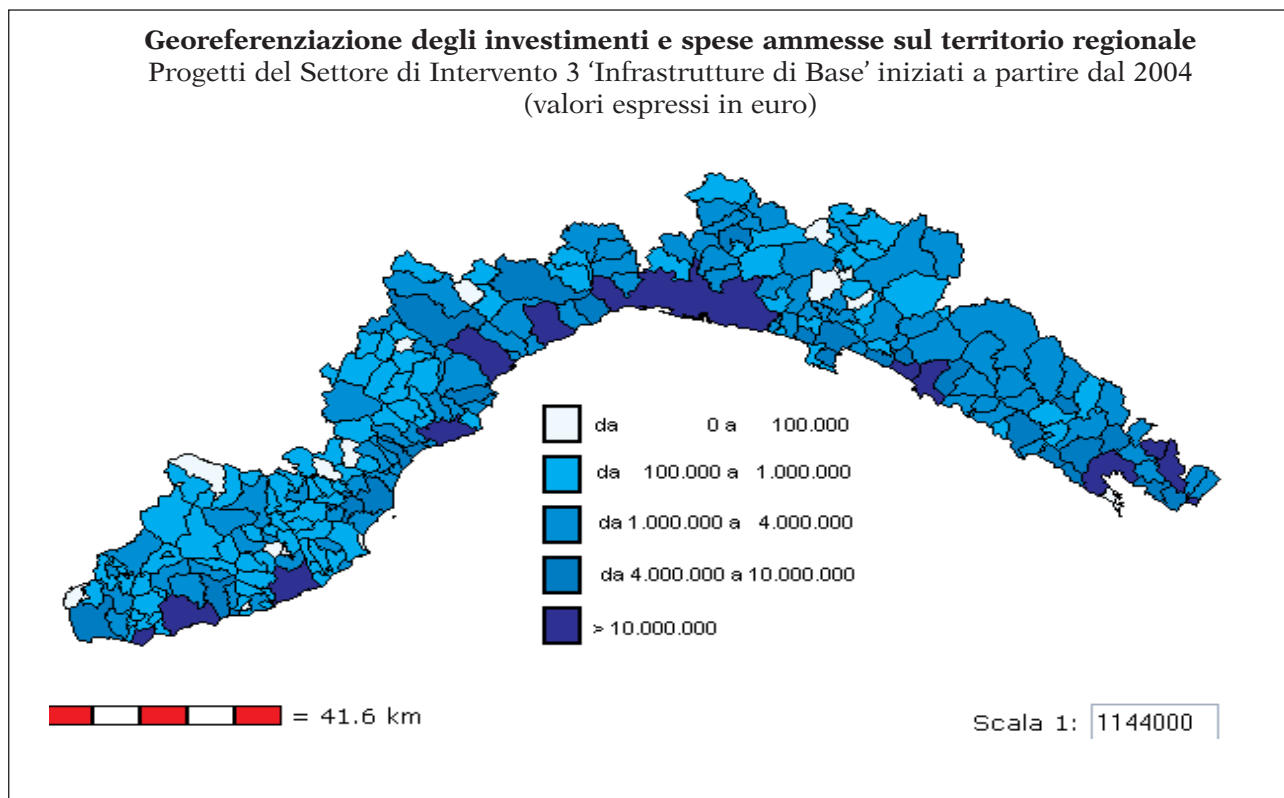 Georeferenziazione degli investimenti e spese ammesse sul territorio regionale
Progetti del Settore di Intervento 3 ‘Infrastrutture di Base’ iniziati a partire dal 2004
(valori espressi in euro)
da 0 a 100.000
da 100.000 a 1.000.000
da 1.000.000 a 4.000.000
da 4.000.000 a 10.000.000
> 10.000.000
= 41.6 km
Scala 1: 1144000